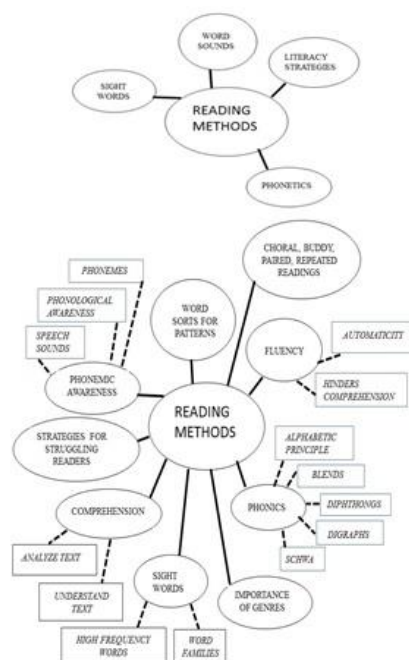 WORD
SOUNDS
LITERACY
STRATEGIES
SIGHT
WORDS
READING
METHODS
PHONETICS
CHORAL, BUDDY,
PAIRED, REPEATED
READINGS
PHONEMES
PHONOLOGICAL
AWARENESS
SPEECH
SOUNDS
WORD
SORTS FOR
PATTERNS
FLUENCY
AUTOMATICITY
HINDERS
COMPREHENSION
PHONEMIC
AWARENESS
READING
METHODS
STRATEGIES FOR
STRUGGLING
READERS
ALPHABETIC
PRINCIPLE
BLENDS
PHONICS
DIPHTHONGS
DIGRAPHS
SCHWA
COMPREHENSION
ANALYZE TEXT
UNDERSTAND
TEXT
SIGHT
WORDS
IMPORTANCE
OF GENRES
HIGH FREQUENCY
WORDS
WORD
FAMILIES